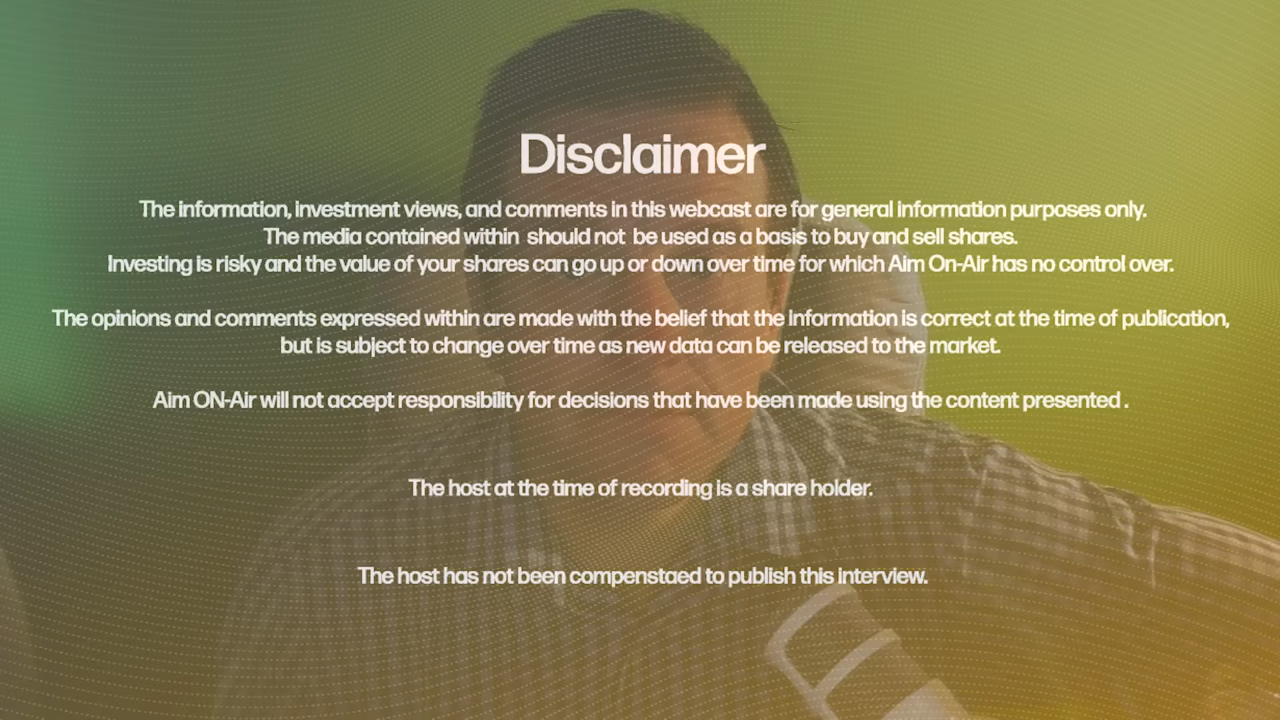 Disclaimer
The information, investment views, and comments in this webcast are for general information purposes only.
The media contained within should not be used as a basis to buy and sell shares.
Investing is risky and the value of your shares can go up or down over time for which Aim On-Air has no control over.
The opinions and comments expressed within are made with the belief that the information is correct at the time of publication,
but is subject to change over time as new data can be released to the market.
Aim ON-Air will not accept responsibility for decisions that have been made using the content presented .
The host at the time of recording is a share holder.
The host has not been compenstaed to publish this interview.